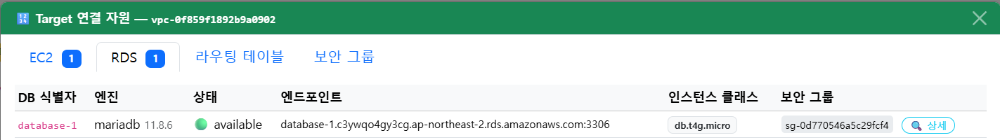 Target 연결 자원 — vpc-0f859f1892b9a0902
EC2 1 RDS 1 라우팅 테이블 보안 그룹
DB 식별자 엔진 상태 엔드포인트 인스턴스 클래스 보안 그룹
database-1 mariadb 11.8.6 available database-1.c3ywqo4gy3cg.ap-northeast-2.rds.amazonaws.com:3306 db.t4g.micro sg-0d770546a5c29fcf4 상세